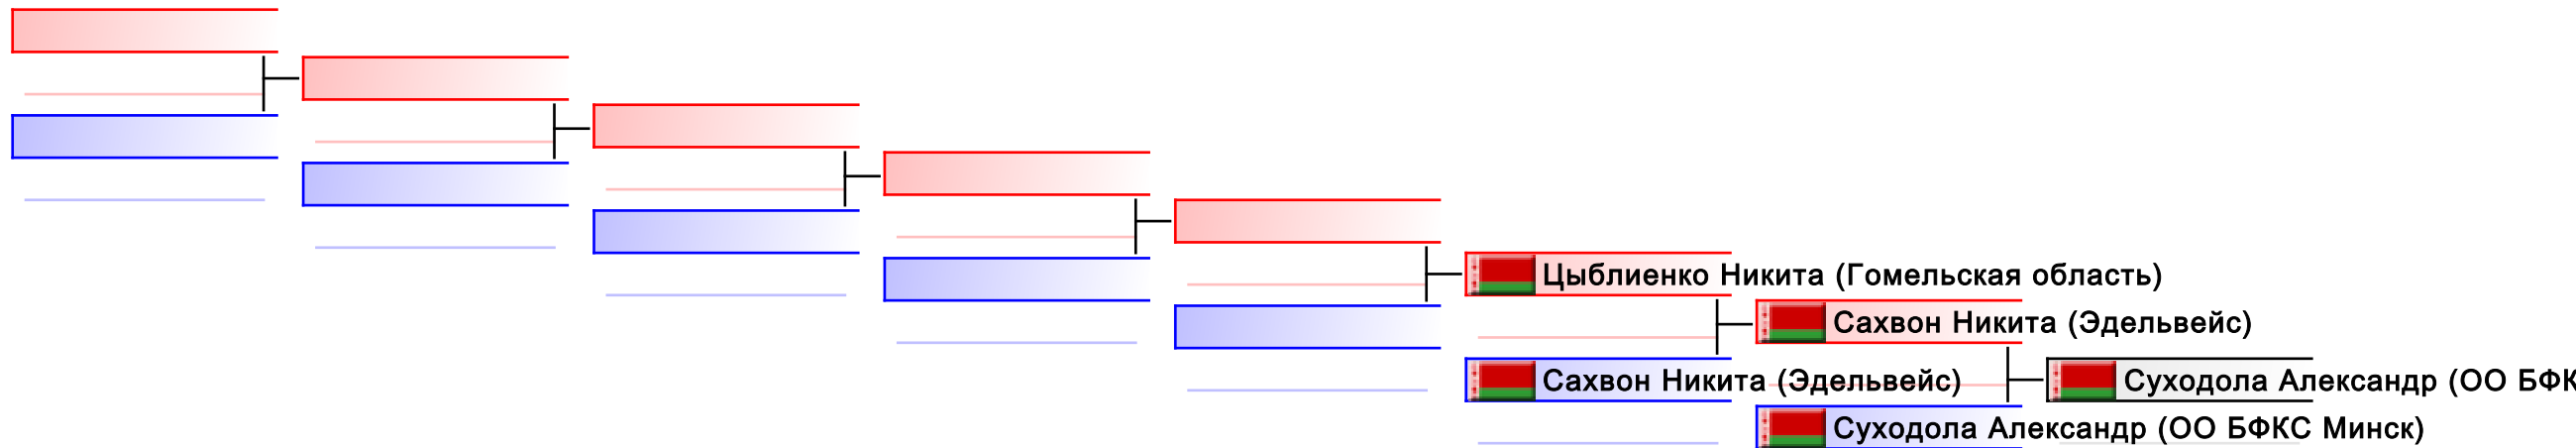 Цыблиенко Никита (Гомельская область)
Сахвон Никита (Эдельвейс)
Сахвон Никита (Эдельвейс)
Суходола Александр (ОО БФК
Суходола Александр (ОО БФКС Минск)